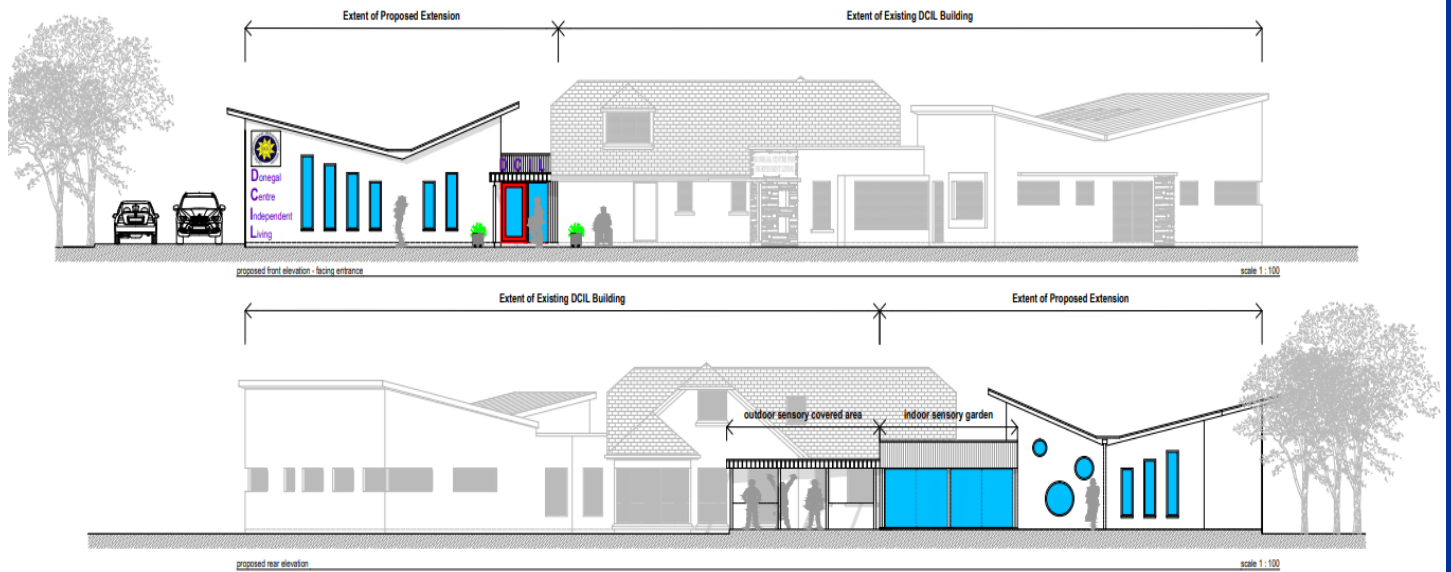 Extent of Proposed Extension
Extent of Existing DCIL Building
D C I L
Donegal
Centre
Independent
Living
proposed front elevation - facing entrance
scale 1 : 100
Extent of Existing DCIL Building
Extent of Proposed Extension
outdoor sensory covered area
indoor sensory garden
proposed rear elevation
scale 1 : 100